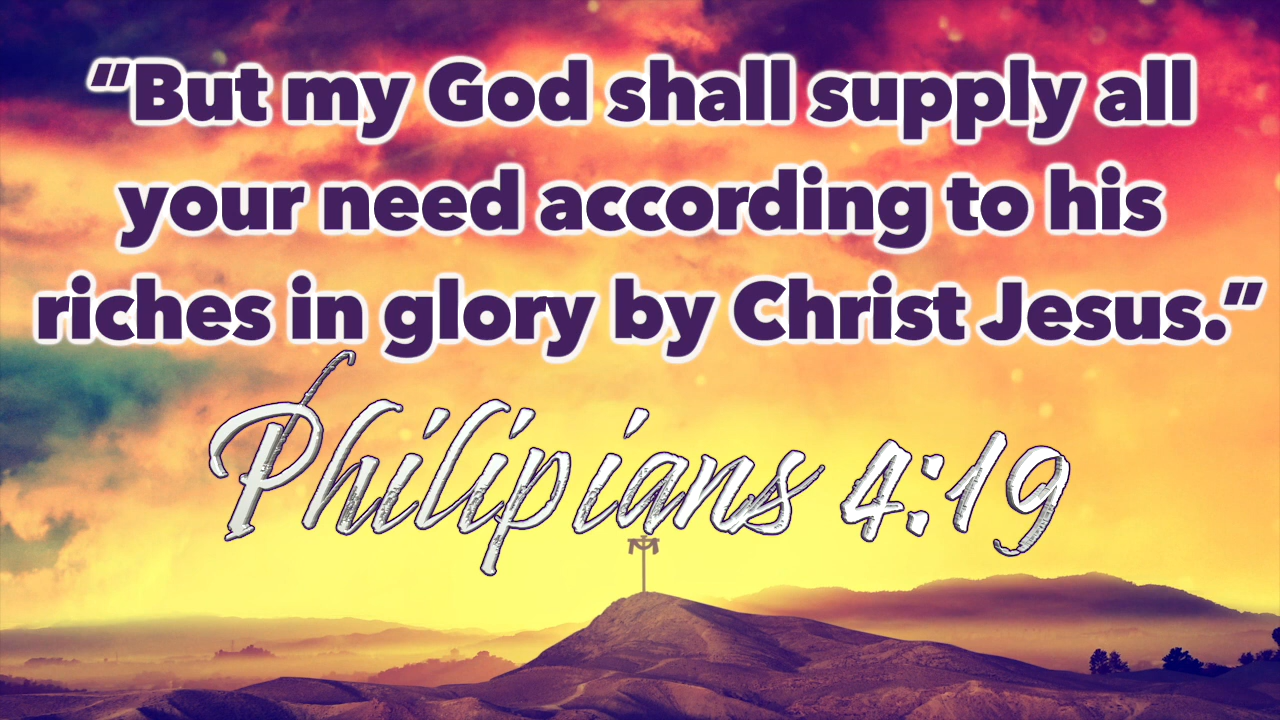 “But my God shall supply all
your need according to his
riches in glory by Christ Jesus.”
Philipians 4:19